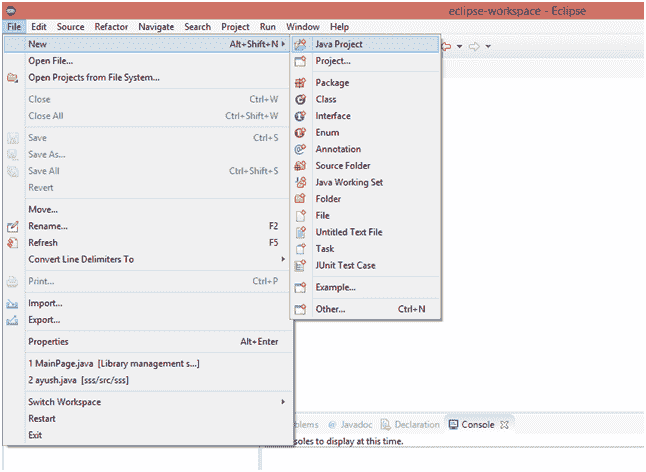 eclipse-workspace - Eclipse
File Edit Source Refactor Navigate Search Project Run Window Help
New Alt+Shift+N
Open File...
Open Projects from File System...
Close Ctrl+W
Close All Ctrl+Shift+W
Save Ctrl+S
Save As...
Save All Ctrl+Shift+S
Revert
Move...
Rename... F2
Refresh F5
Convert Line Delimiters To
Print... Ctrl+P
Import...
Export...
Properties Alt+Enter
1 MainPage.java [Library management s...]
2 ayush.java [sss/src/sss]
Switch Workspace
Restart
Exit
Java Project
Project...
Package
Class
Interface
Enum
Annotation
Source Folder
Java Working Set
Folder
File
Untitled Text File
Task
JUnit Test Case
Example...
Other... Ctrl+N
blems @ Javadoc Declaration Console
soles to display at this time.